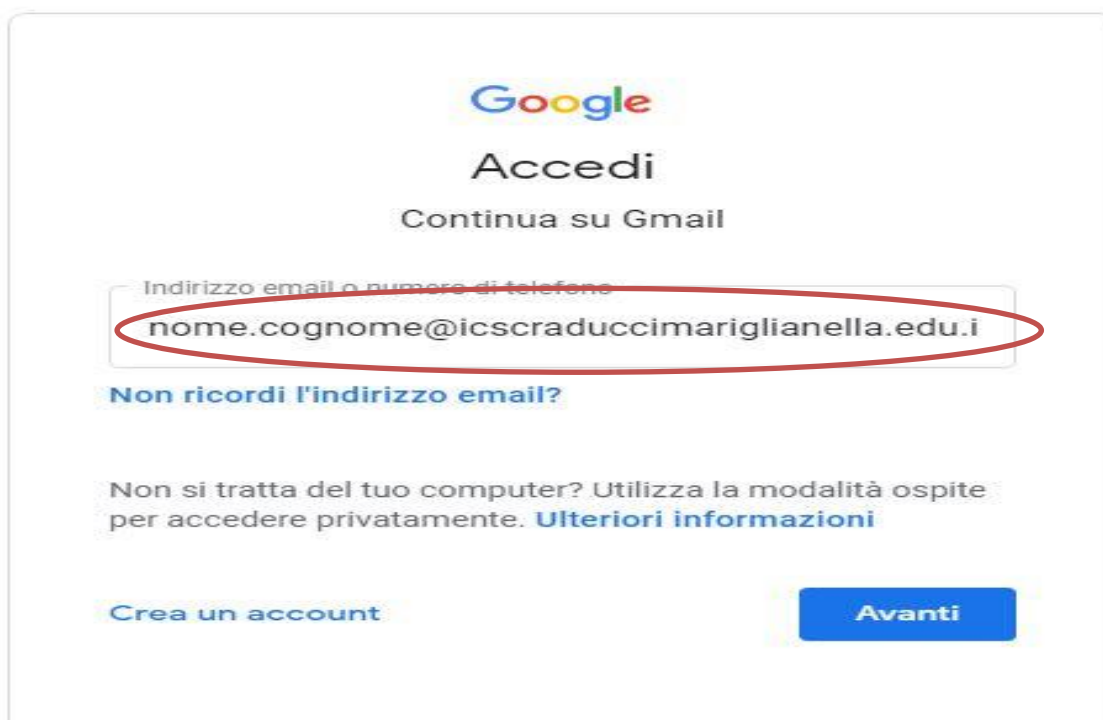 Google
Accedi
Continua su Gmail
Indirizzo email o numero di telefono
nome.cognome@icscraduccimariglianella.edu.i
Non ricordi l'indirizzo email?
Non si tratta del tuo computer? Utilizza la modalità ospite
per accedere privatamente. Ulteriori informazioni
Crea un account
Avanti